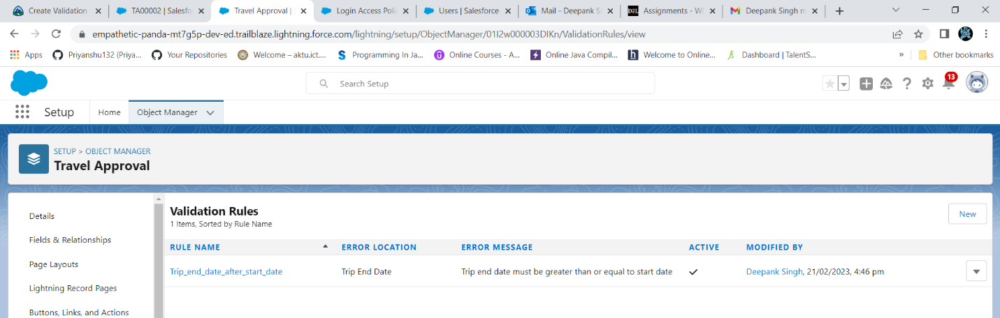 Create Validation
TA00002 | Salesfo
Travel Approval |
Login Access Poli
Users | Salesforce
Mail - Deepank Si
D2L
Assignments - Wi
Deepank Singh m
empathetic-panda-mt7g5p-dev-ed.trailblaze.lightning.force.com/lightning/setup/ObjectManager/01I2w000003DIKn/ValidationRules/view
Apps
Priyanshu132 (Priya...
Your Repositories
Welcome – aktu.ict....
Programming In Ja...
Online Courses - A...
Online Java Compil...
Welcome to Online...
Dashboard | TalentS...
»
Other bookmarks
Search Setup
13
Setup
Home
Object Manager
SETUP > OBJECT MANAGER
Travel Approval
Details
Fields & Relationships
Page Layouts
Lightning Record Pages
Buttons, Links, and Actions
Validation Rules
1 Items, Sorted by Rule Name
New
RULE NAME
ERROR LOCATION
ERROR MESSAGE
ACTIVE
MODIFIED BY
Trip_end_date_after_start_date
Trip End Date
Trip end date must be greater than or equal to start date
Deepank Singh, 21/02/2023, 4:46 pm